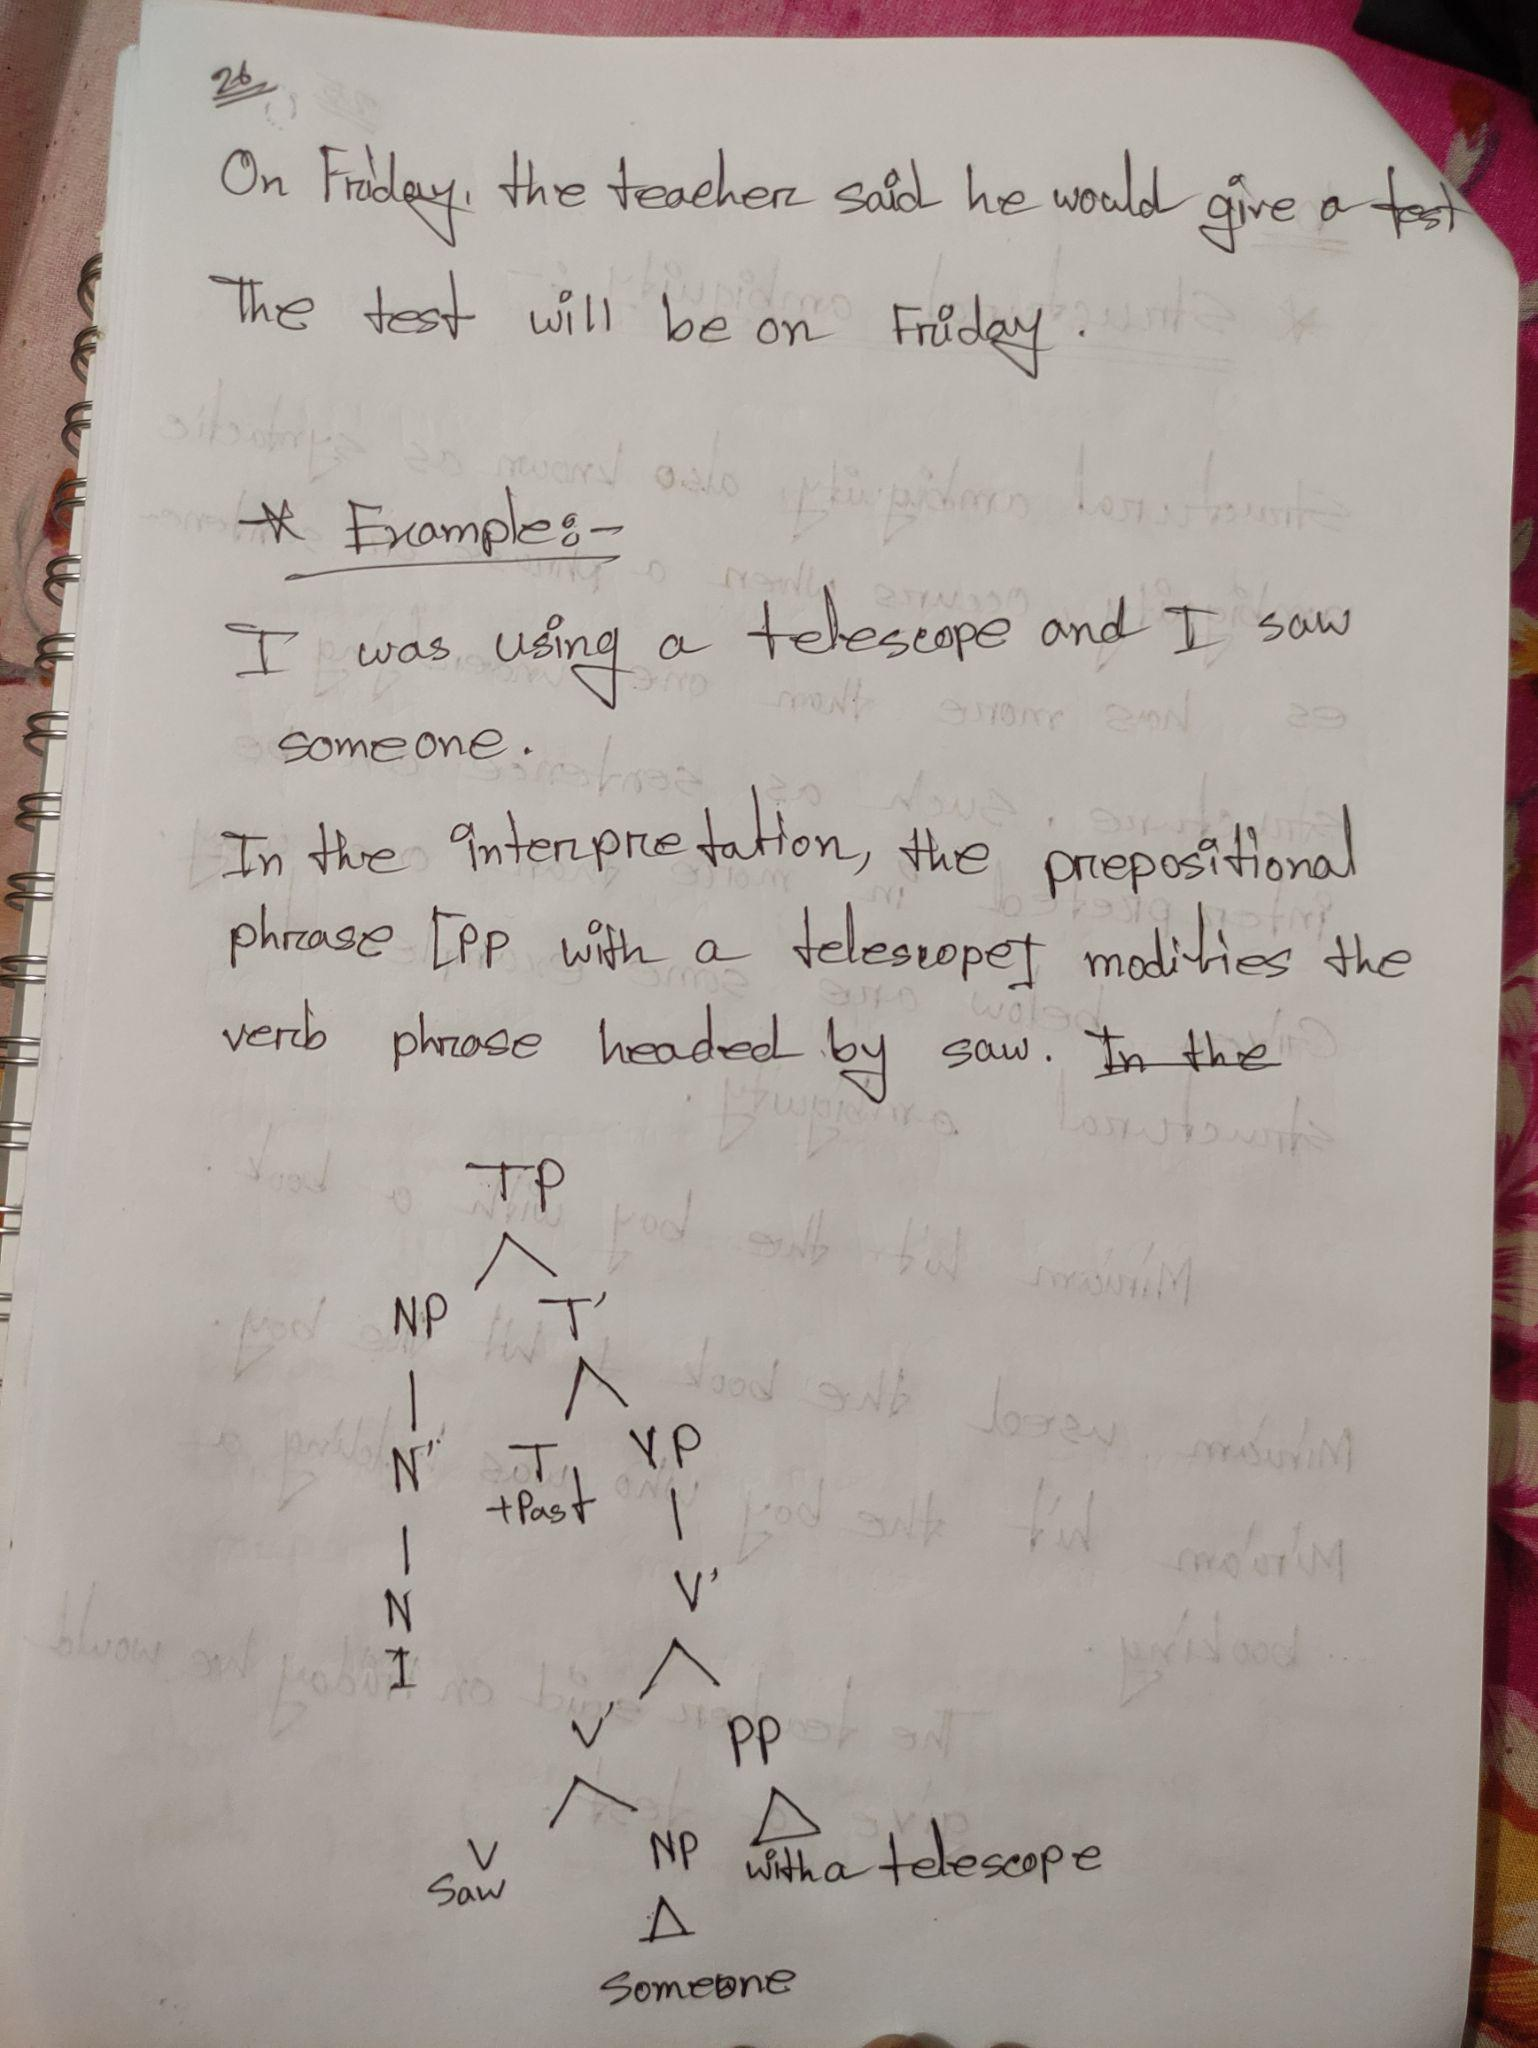 26
On Friday, the teacher said he would give a test
The test will be on Friday.
* Example:-
I was using a telescope and I saw
someone.
In the interpretation, the prepositional
phrase [PP with a telescope] modifies the
verb phrase headed by saw. In the
TP
NP T'
N' T VP
+Past
V'
N
I
V' PP
V NP with a telescope
saw
someone